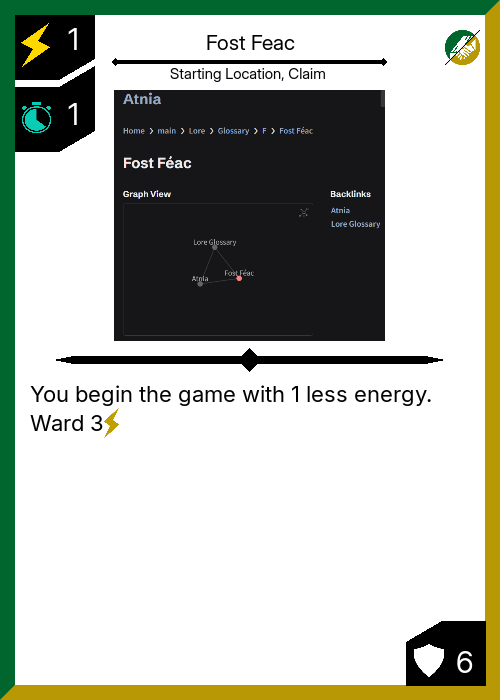 1
Fost Feac
Starting Location, Claim
1
Atnia
Home ❯ main ❯ Lore ❯ Glossary ❯ F ❯ Fost Féac
Fost Féac
Graph View
Backlinks
Atnia
Lore Glossary
Lore Glossary
Fost Féac
Atnia
You begin the game with 1 less energy.
Ward 3
6